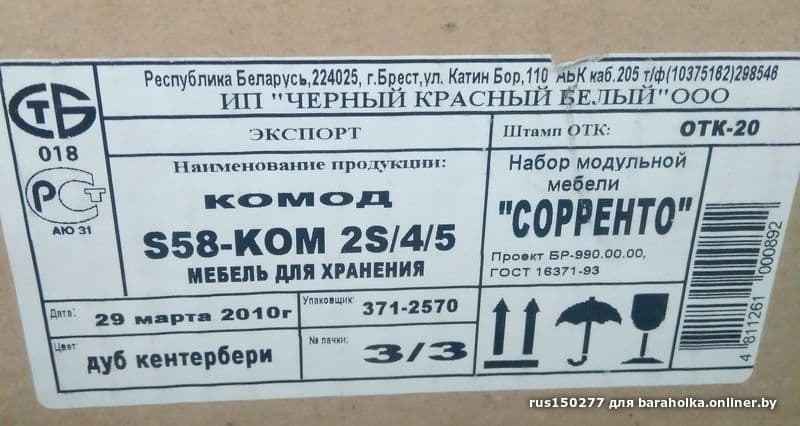 Республика Беларусь,224025, г.Брест,ул. Катин Бор,110 АБК каб.205 т/ф(10375162)298546
ИП "ЧЕРНЫЙ КРАСНЫЙ БЕЛЫЙ"ООО
СТБ
018
РСТ
АЮ 31
ЭКСПОРТ
Штамп ОТК: ОТК-20
Наименование продукции:
КОМОД
S58-KOM 2S/4/5
МЕБЕЛЬ ДЛЯ ХРАНЕНИЯ
Набор модульной
мебели
"СОРРЕНТО"
Проект БР-990.00.00,
ГОСТ 16371-93
Дата: 29 марта 2010г
Упаковщик: 371-2570
Цвет: дуб кентербери
№ пачки: 3/3
4 811261 000892
rus150277 для baraholka.onliner.by